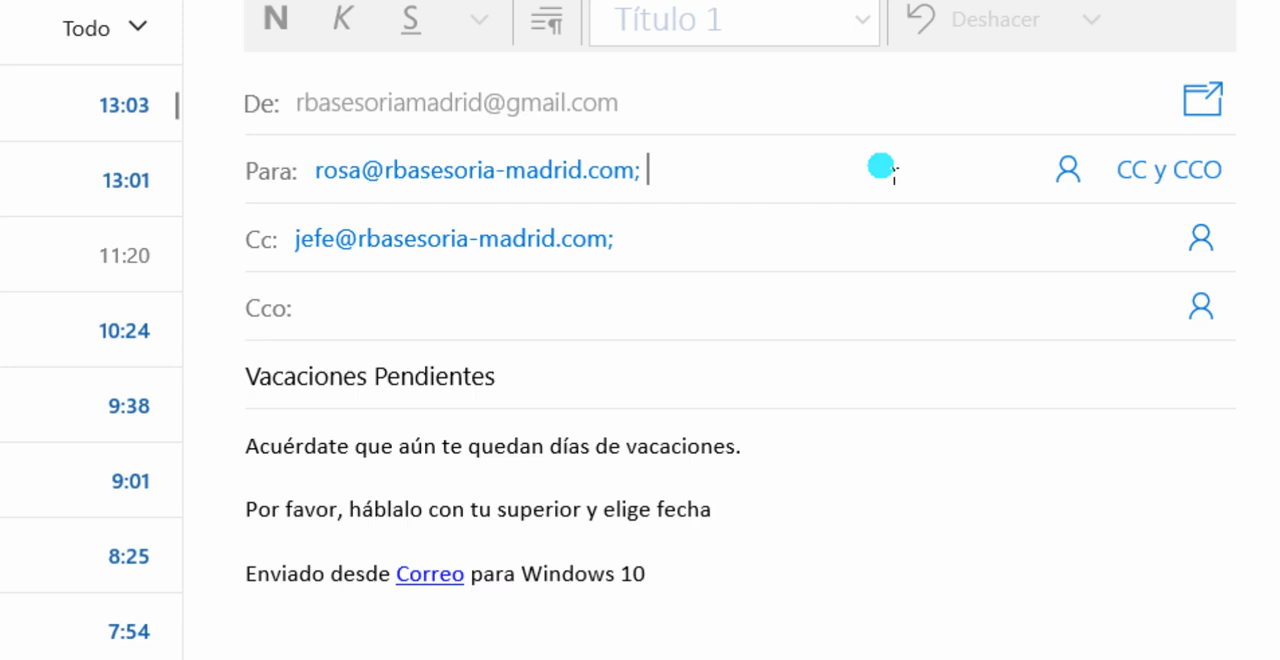 Todo
N K S Título 1 Deshacer
13:03
13:01
11:20
10:24
9:38
9:01
8:25
7:54
De: rbasesoriamadrid@gmail.com
Para: rosa@rbasesoria-madrid.com; CC y CCO
Cc: jefe@rbasesoria-madrid.com;
Cco:
Vacaciones Pendientes
Acuérdate que aún te quedan días de vacaciones.
Por favor, háblalo con tu superior y elige fecha
Enviado desde Correo para Windows 10